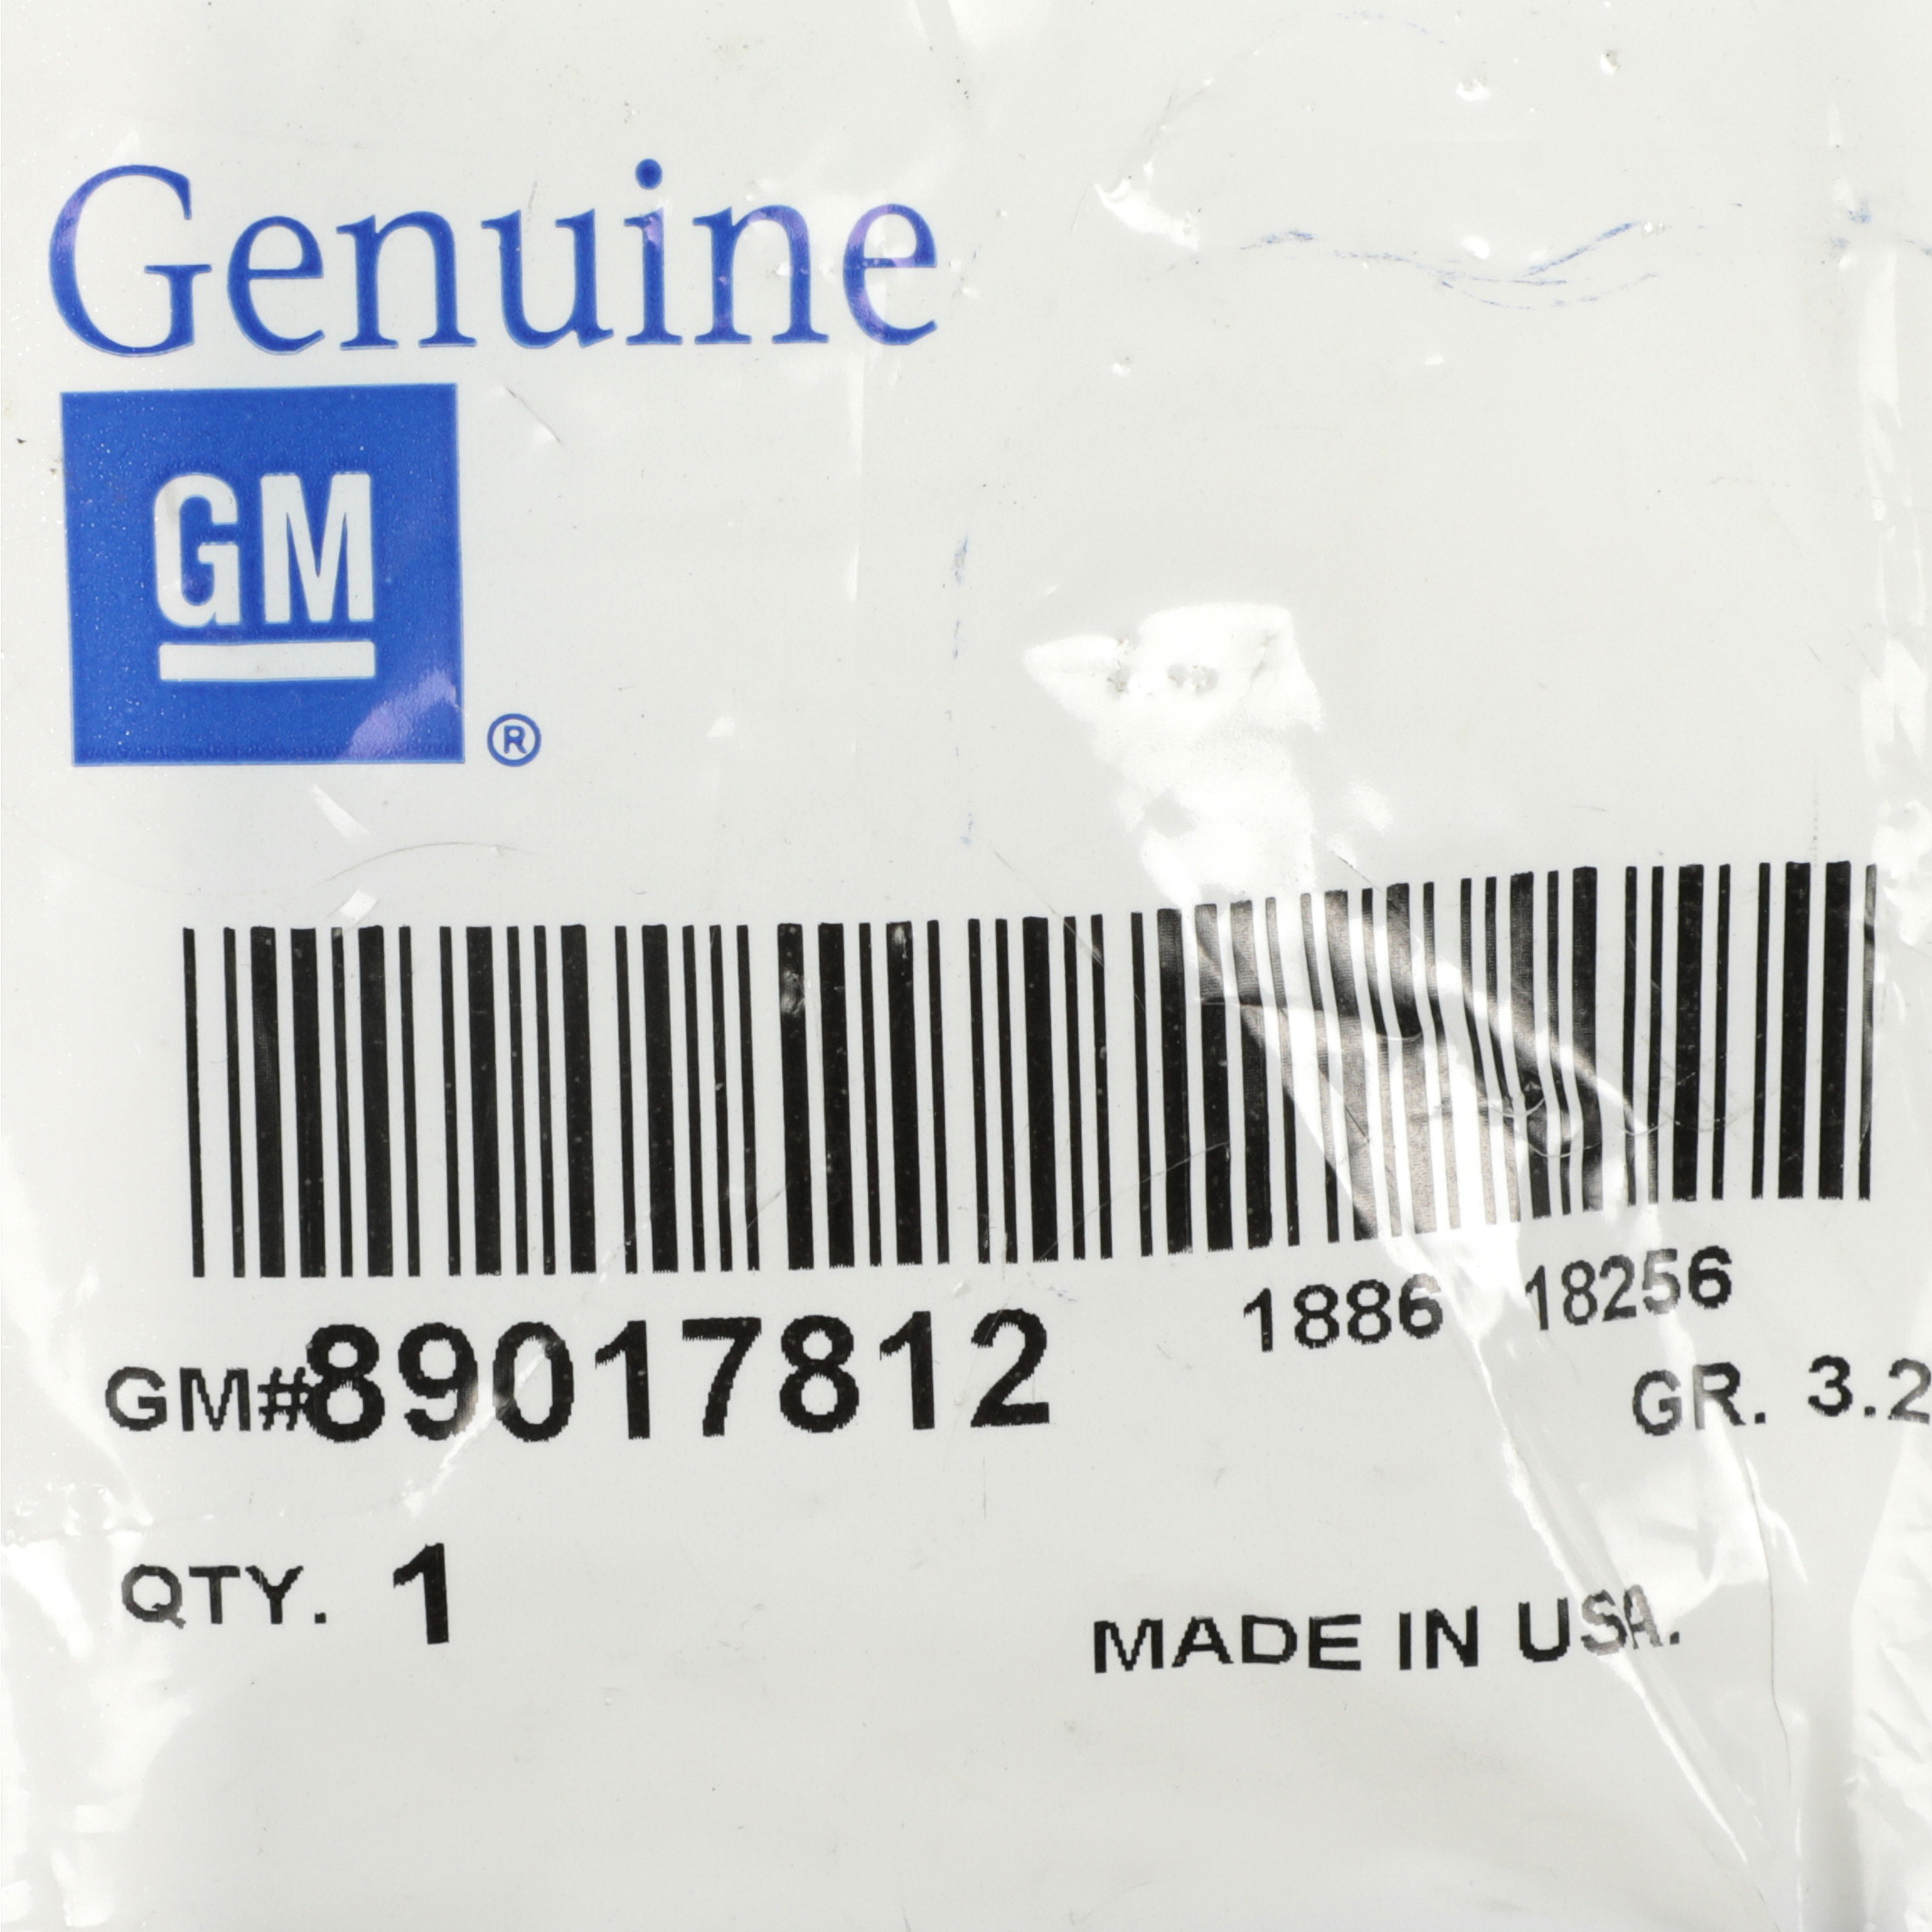 Genuine
GM
®
1886 18256
GM#89017812
GR. 3.2
QTY. 1
MADE IN USA.